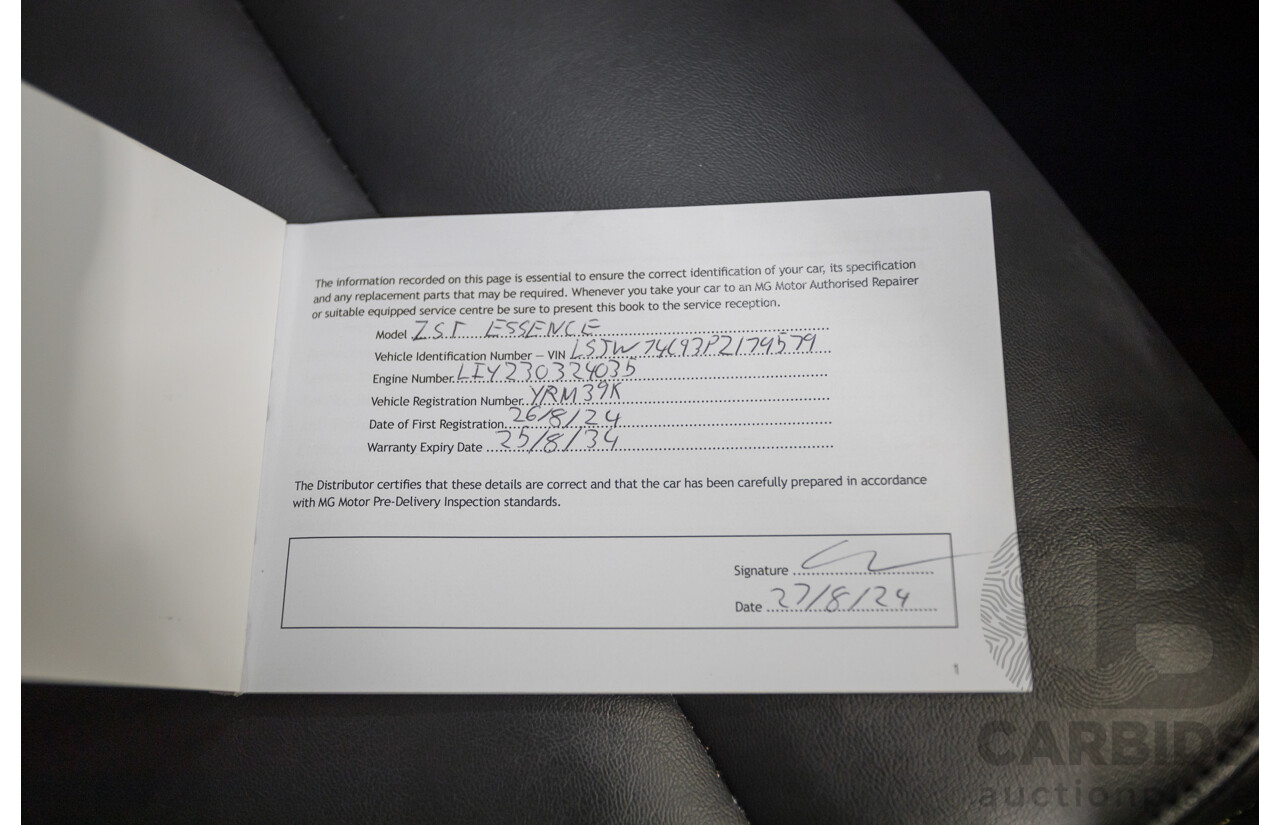 The information recorded on this page is essential to ensure the correct identification of your car, its specification
and any replacement parts that may be required. Whenever you take your car to an MG Motor Authorised Repairer
or suitable equipped service centre be sure to present this book to the service reception.
Model ZST ESSENCE
Vehicle Identification Number – VIN LSJW74C93PZ179579
Engine Number LIY230324035
Vehicle Registration Number YRM39K
Date of First Registration 26/8/24
Warranty Expiry Date 25/8/34
The Distributor certifies that these details are correct and that the car has been carefully prepared in accordance
with MG Motor Pre-Delivery Inspection standards.
Signature
Date 27/8/24
1
CARBIDS